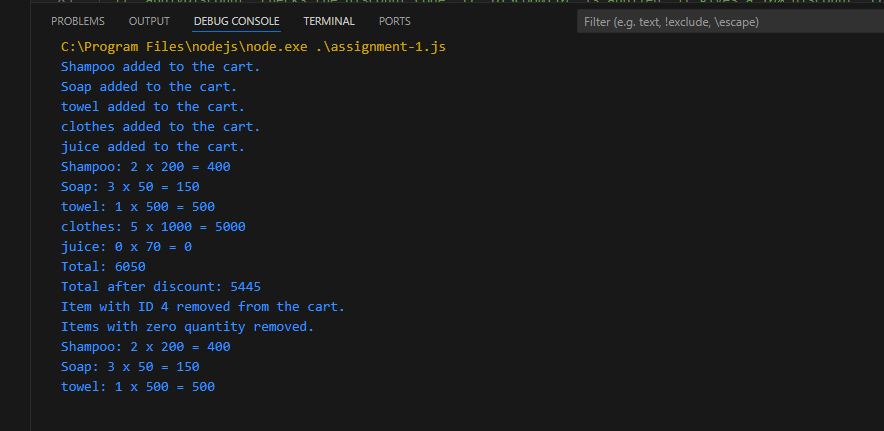 PROBLEMS OUTPUT DEBUG CONSOLE TERMINAL PORTS Filter (e.g. text, !exclude, \escape)
C:\Program Files\nodejs\node.exe .\assignment-1.js
Shampoo added to the cart.
Soap added to the cart.
towel added to the cart.
clothes added to the cart.
juice added to the cart.
Shampoo: 2 x 200 = 400
Soap: 3 x 50 = 150
towel: 1 x 500 = 500
clothes: 5 x 1000 = 5000
juice: 0 x 70 = 0
Total: 6050
Total after discount: 5445
Item with ID 4 removed from the cart.
Items with zero quantity removed.
Shampoo: 2 x 200 = 400
Soap: 3 x 50 = 150
towel: 1 x 500 = 500